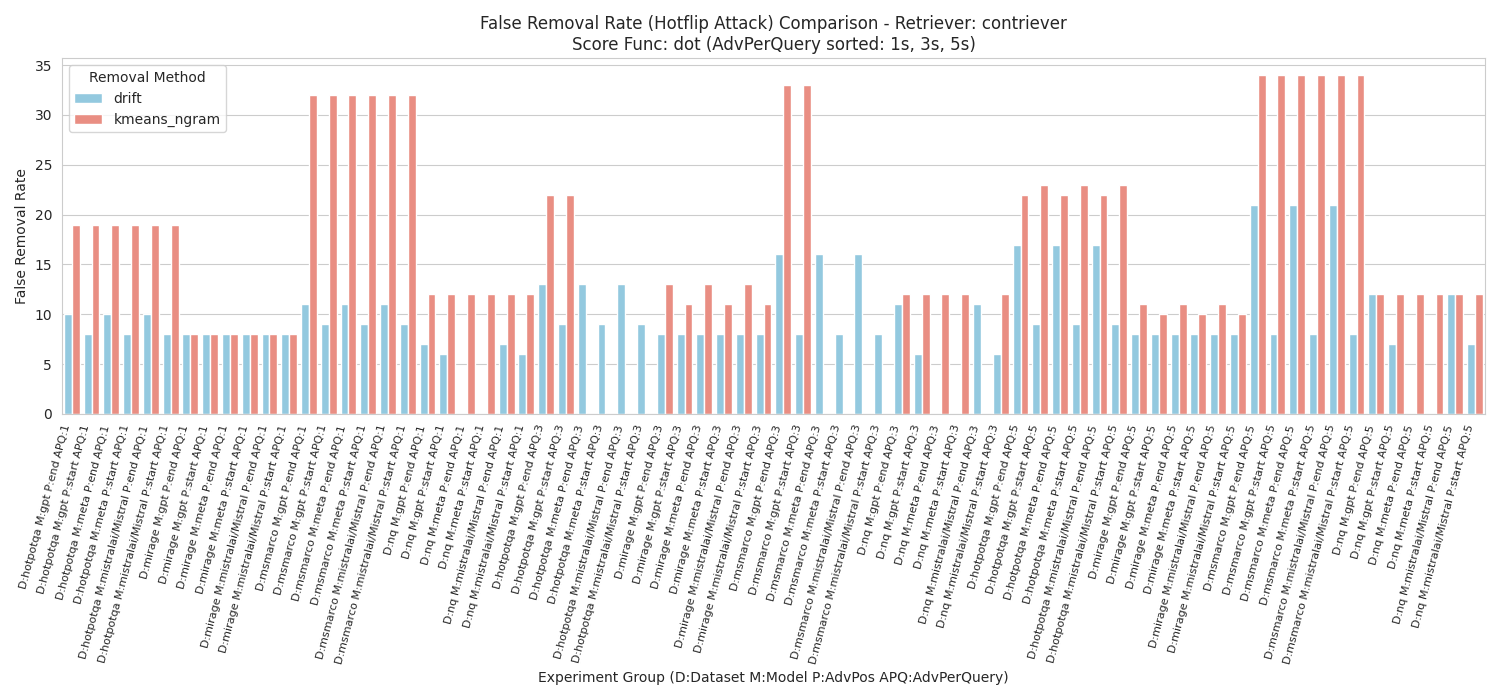 False Removal Rate (Hotflip Attack) Comparison - Retriever: contriever
Score Func: dot (AdvPerQuery sorted: 1s, 3s, 5s)
Removal Method
drift
kmeans_ngram
False Removal Rate
35
30
25
20
15
10
5
0
D:hotpotqa M:gpt P:end APQ:1
D:hotpotqa M:gpt P:start APQ:1
D:hotpotqa M:meta P:end APQ:1
D:hotpotqa M:meta P:start APQ:1
D:hotpotqa M:mistralai/Mistral P:end APQ:1
D:hotpotqa M:mistralai/Mistral P:start APQ:1
D:mirage M:gpt P:end APQ:1
D:mirage M:gpt P:start APQ:1
D:mirage M:meta P:end APQ:1
D:mirage M:meta P:start APQ:1
D:mirage M:mistralai/Mistral P:end APQ:1
D:mirage M:mistralai/Mistral P:start APQ:1
D:msmarco M:gpt P:end APQ:1
D:msmarco M:gpt P:start APQ:1
D:msmarco M:meta P:end APQ:1
D:msmarco M:meta P:start APQ:1
D:msmarco M:mistralai/Mistral P:end APQ:1
D:msmarco M:mistralai/Mistral P:start APQ:1
D:nq M:gpt P:end APQ:1
D:nq M:gpt P:start APQ:1
D:nq M:meta P:end APQ:1
D:nq M:meta P:start APQ:1
D:nq M:mistralai/Mistral P:end APQ:1
D:nq M:mistralai/Mistral P:start APQ:1
D:hotpotqa M:gpt P:end APQ:3
D:hotpotqa M:gpt P:start APQ:3
D:hotpotqa M:meta P:end APQ:3
D:hotpotqa M:meta P:start APQ:3
D:hotpotqa M:mistralai/Mistral P:end APQ:3
D:hotpotqa M:mistralai/Mistral P:start APQ:3
D:mirage M:gpt P:end APQ:3
D:mirage M:gpt P:start APQ:3
D:mirage M:meta P:end APQ:3
D:mirage M:meta P:start APQ:3
D:mirage M:mistralai/Mistral P:end APQ:3
D:mirage M:mistralai/Mistral P:start APQ:3
D:msmarco M:gpt P:end APQ:3
D:msmarco M:gpt P:start APQ:3
D:msmarco M:meta P:end APQ:3
D:msmarco M:meta P:start APQ:3
D:msmarco M:mistralai/Mistral P:end APQ:3
D:msmarco M:mistralai/Mistral P:start APQ:3
D:nq M:gpt P:end APQ:3
D:nq M:gpt P:start APQ:3
D:nq M:meta P:end APQ:3
D:nq M:meta P:start APQ:3
D:nq M:mistralai/Mistral P:end APQ:3
D:nq M:mistralai/Mistral P:start APQ:3
D:hotpotqa M:gpt P:end APQ:5
D:hotpotqa M:gpt P:start APQ:5
D:hotpotqa M:meta P:end APQ:5
D:hotpotqa M:meta P:start APQ:5
D:hotpotqa M:mistralai/Mistral P:end APQ:5
D:hotpotqa M:mistralai/Mistral P:start APQ:5
D:mirage M:gpt P:end APQ:5
D:mirage M:gpt P:start APQ:5
D:mirage M:meta P:end APQ:5
D:mirage M:meta P:start APQ:5
D:mirage M:mistralai/Mistral P:end APQ:5
D:mirage M:mistralai/Mistral P:start APQ:5
D:msmarco M:gpt P:end APQ:5
D:msmarco M:gpt P:start APQ:5
D:msmarco M:meta P:end APQ:5
D:msmarco M:meta P:start APQ:5
D:msmarco M:mistralai/Mistral P:end APQ:5
D:msmarco M:mistralai/Mistral P:start APQ:5
D:nq M:gpt P:end APQ:5
D:nq M:gpt P:start APQ:5
D:nq M:meta P:end APQ:5
D:nq M:meta P:start APQ:5
D:nq M:mistralai/Mistral P:end APQ:5
D:nq M:mistralai/Mistral P:start APQ:5
Experiment Group (D:Dataset M:Model P:AdvPos APQ:AdvPerQuery)